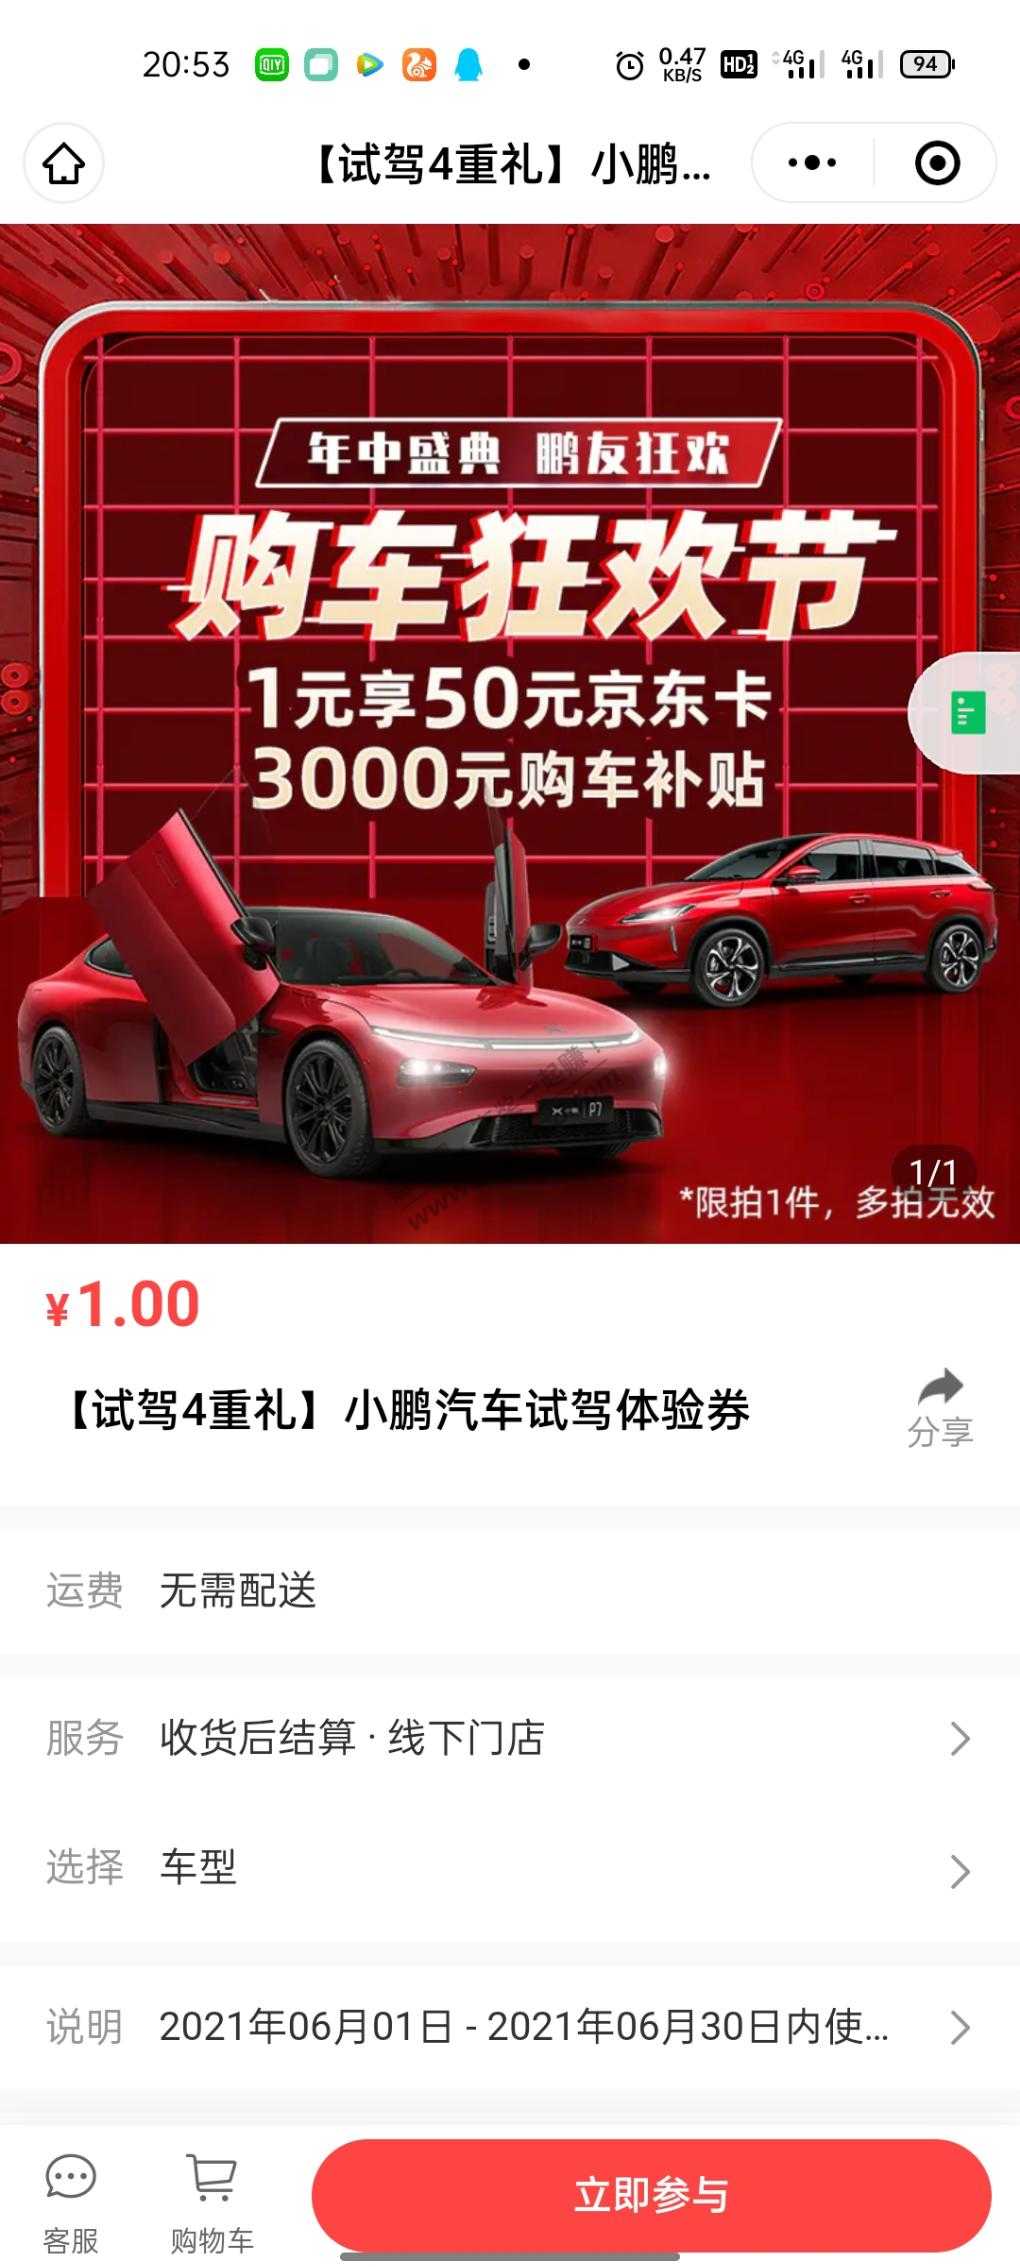 20:53
0.47
KB/S
HD
4G
4G
94
【试驾4重礼】小鹏...
年中盛典 鹏友狂欢
购车狂欢节
1元享50元京东卡
3000元购车补贴
P7
1/1
*限拍1件，多拍无效
¥1.00
【试驾4重礼】小鹏汽车试驾体验券
分享
运费 无需配送
服务 收货后结算 · 线下门店
选择 车型
说明 2021年06月01日 - 2021年06月30日内使...
客服
购物车
立即参与